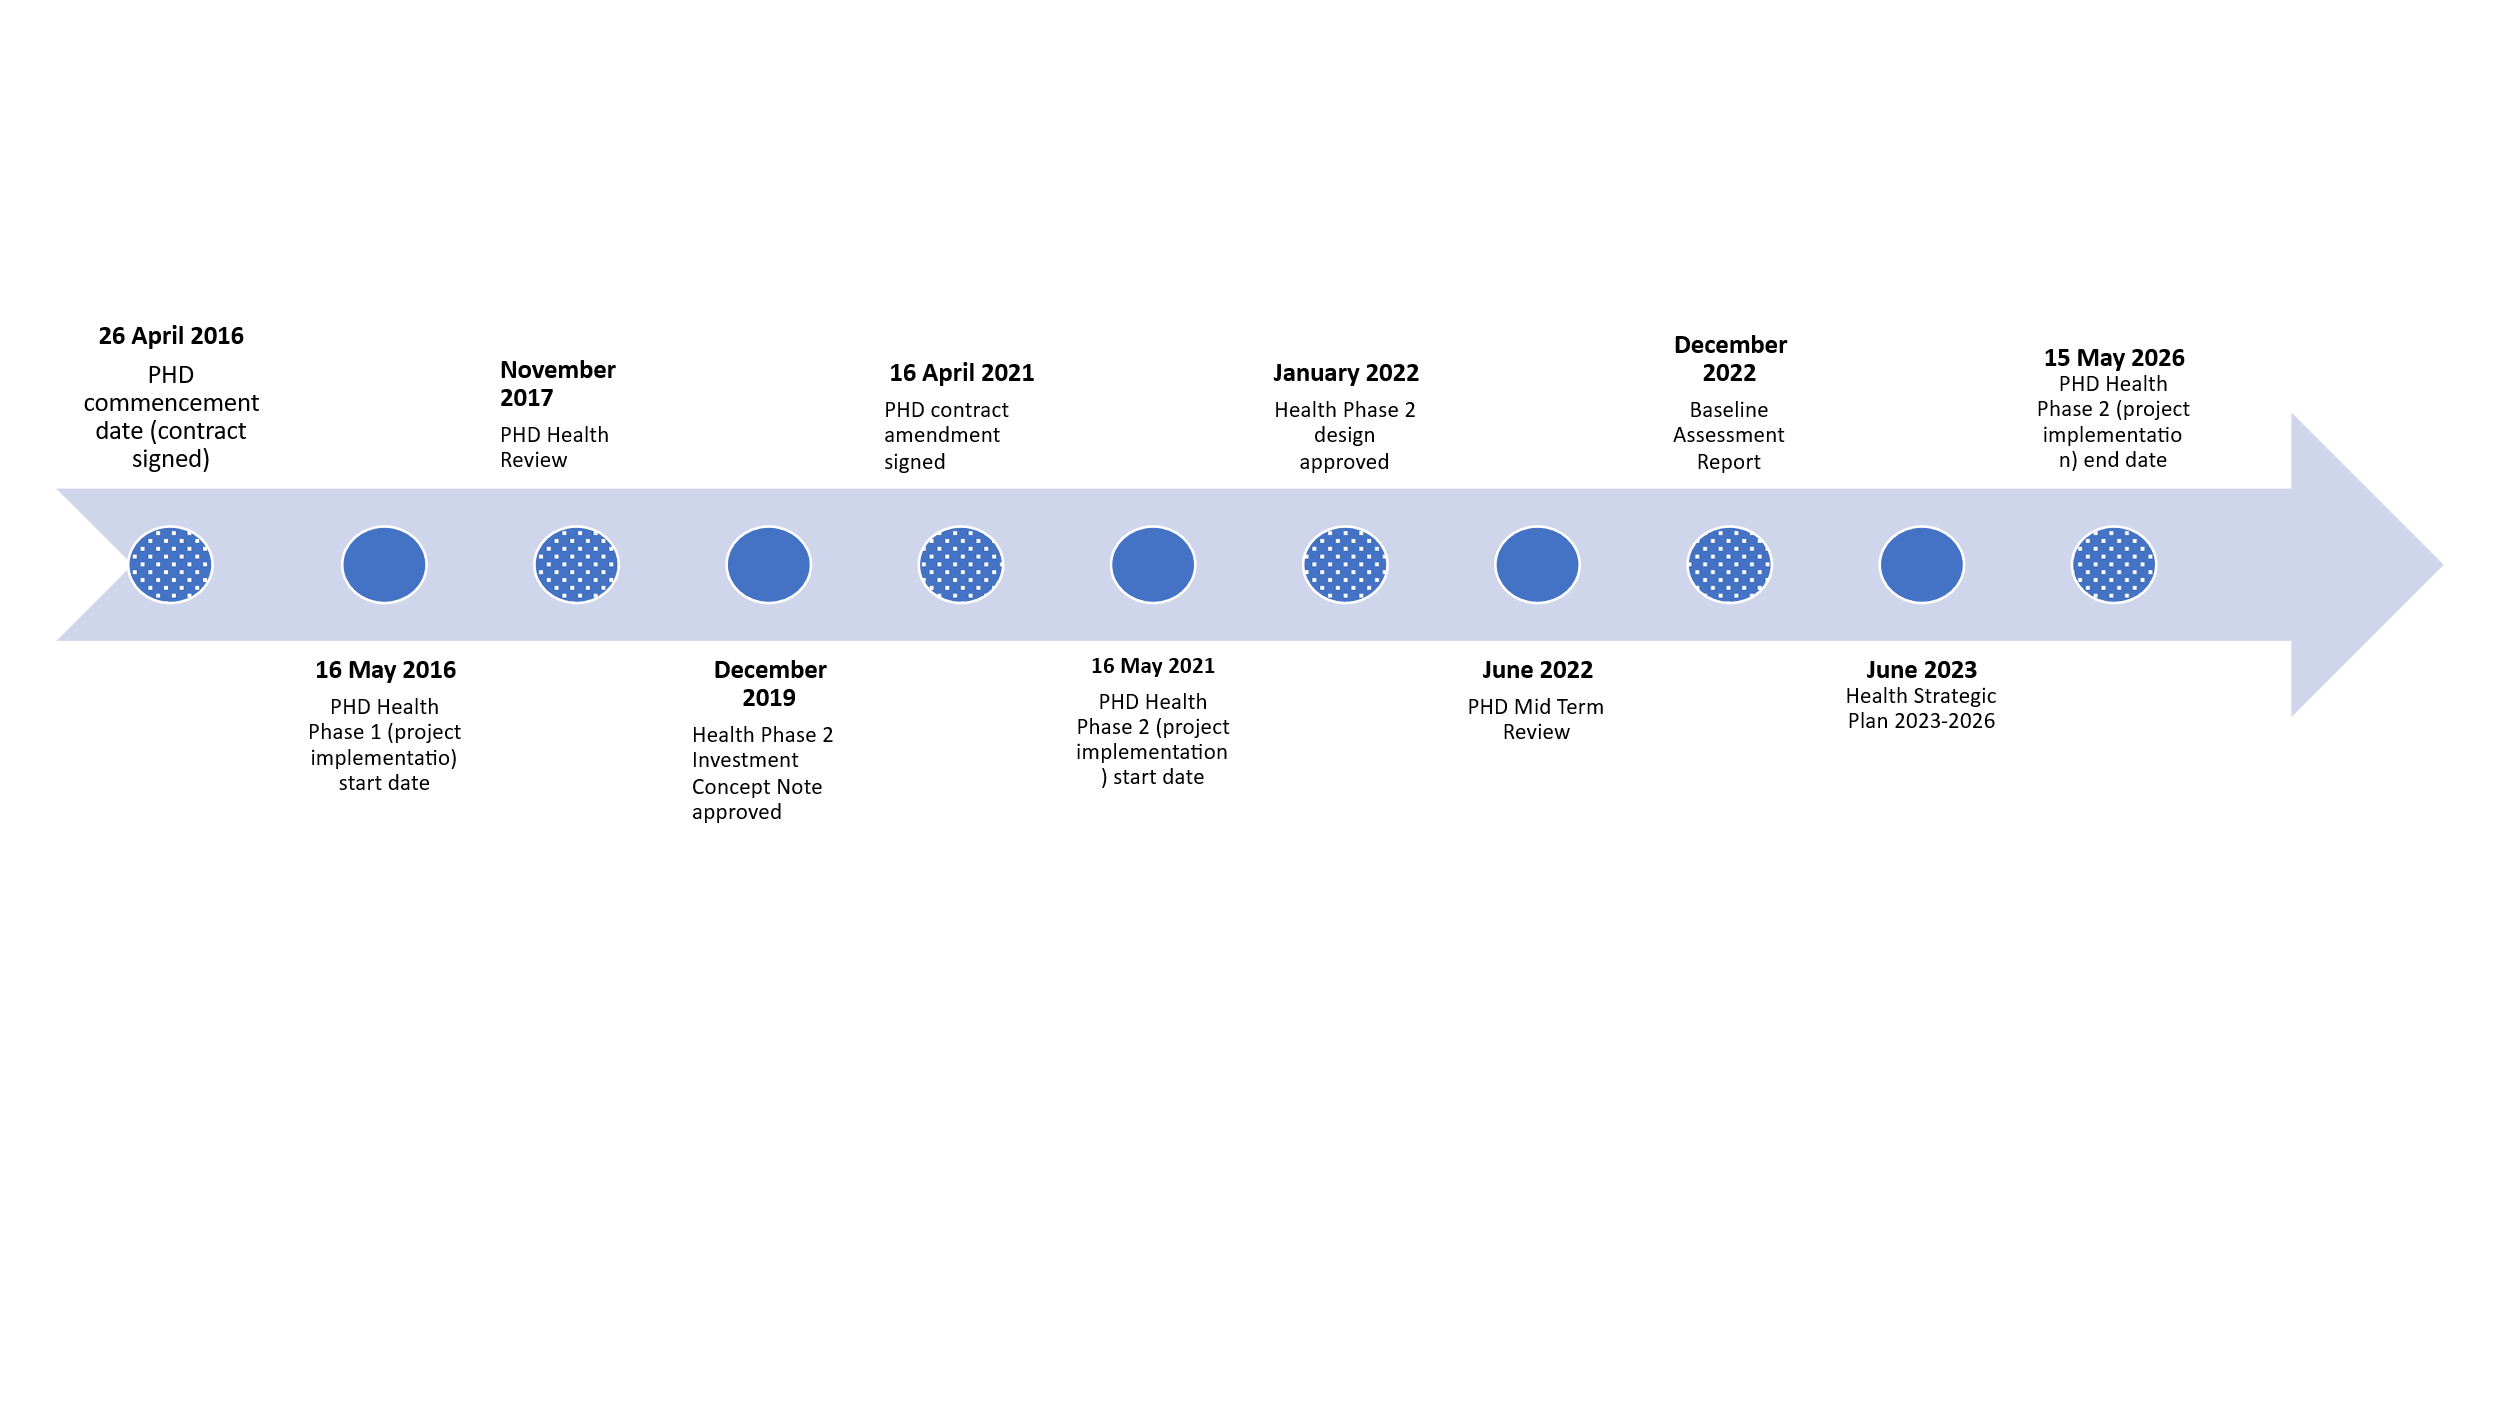 26 April 2016
PHD
commencement
date (contract
signed)
16 May 2016
PHD Health
Phase 1 (project
implementatio)
start date
November
2017
PHD Health
Review
December
2019
Health Phase 2
Investment
Concept Note
approved
16 April 2021
PHD contract
amendment
signed
16 May 2021
PHD Health
Phase 2 (project
implementation
) start date
January 2022
Health Phase 2
design
approved
June 2022
PHD Mid Term
Review
December
2022
Baseline
Assessment
Report
June 2023
Health Strategic
Plan 2023-2026
15 May 2026
PHD Health
Phase 2 (project
implementatio
n) end date